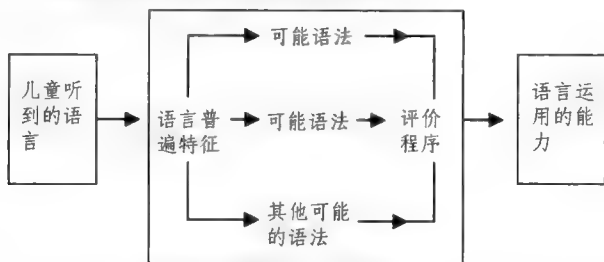 儿童听
到的语
言
语言普
遍特征
可能语法
可能语法
其他可能
的语法
评价
程序
语言运
用的能
力